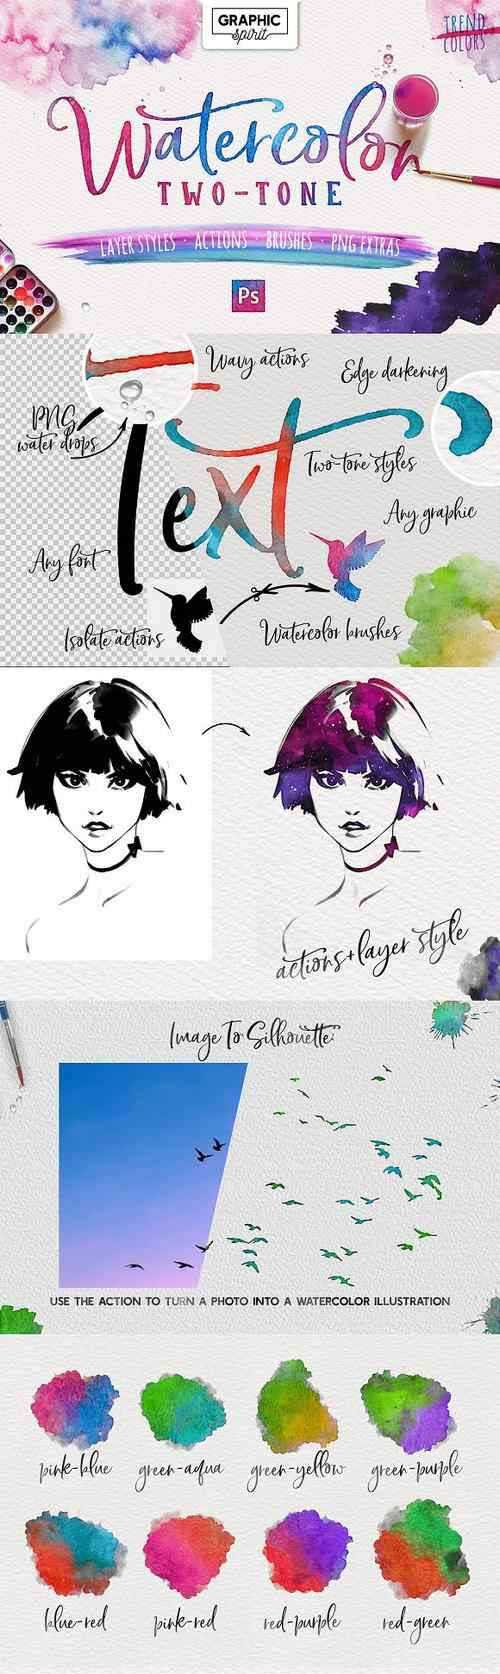 GRAPHIC
Spirit
TREND
COLORS
Watercolor
TWO-TONE
LAYER STYLES · ACTIONS · BRUSHES · PNG EXTRAS
Ps
Wavy actions
Edge darkening
PNG
water drops
Text
Two-tone styles
Any graphic
Any font
Isolate actions
Watercolor brushes
actions+layer style
Image To Silhouette:
USE THE ACTION TO TURN A PHOTO INTO A WATERCOLOR ILLUSTRATION
pink-blue
green-aqua
green-yellow
green-purple
blue-red
pink-red
red-purple
red-green